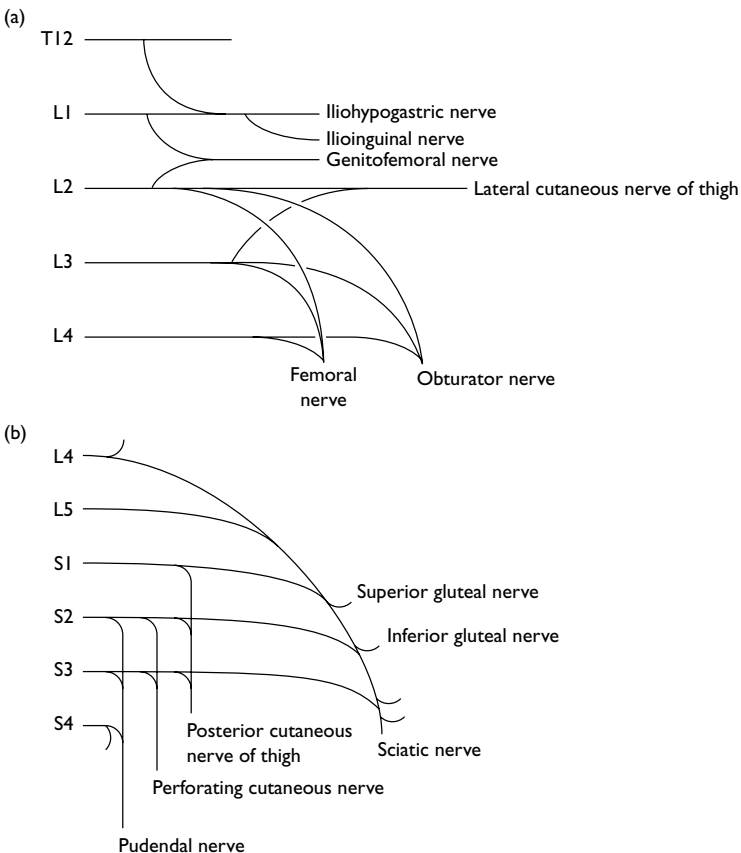 (a)
T12
L1
Iliohypogastric nerve
Ilioinguinal nerve
Genitofemoral nerve
L2
Lateral cutaneous nerve of thigh
L3
L4
Femoral
nerve
Obturator nerve
(b)
L4
L5
S1
Superior gluteal nerve
S2
Inferior gluteal nerve
S3
S4
Posterior cutaneous
nerve of thigh
Sciatic nerve
Perforating cutaneous nerve
Pudendal nerve